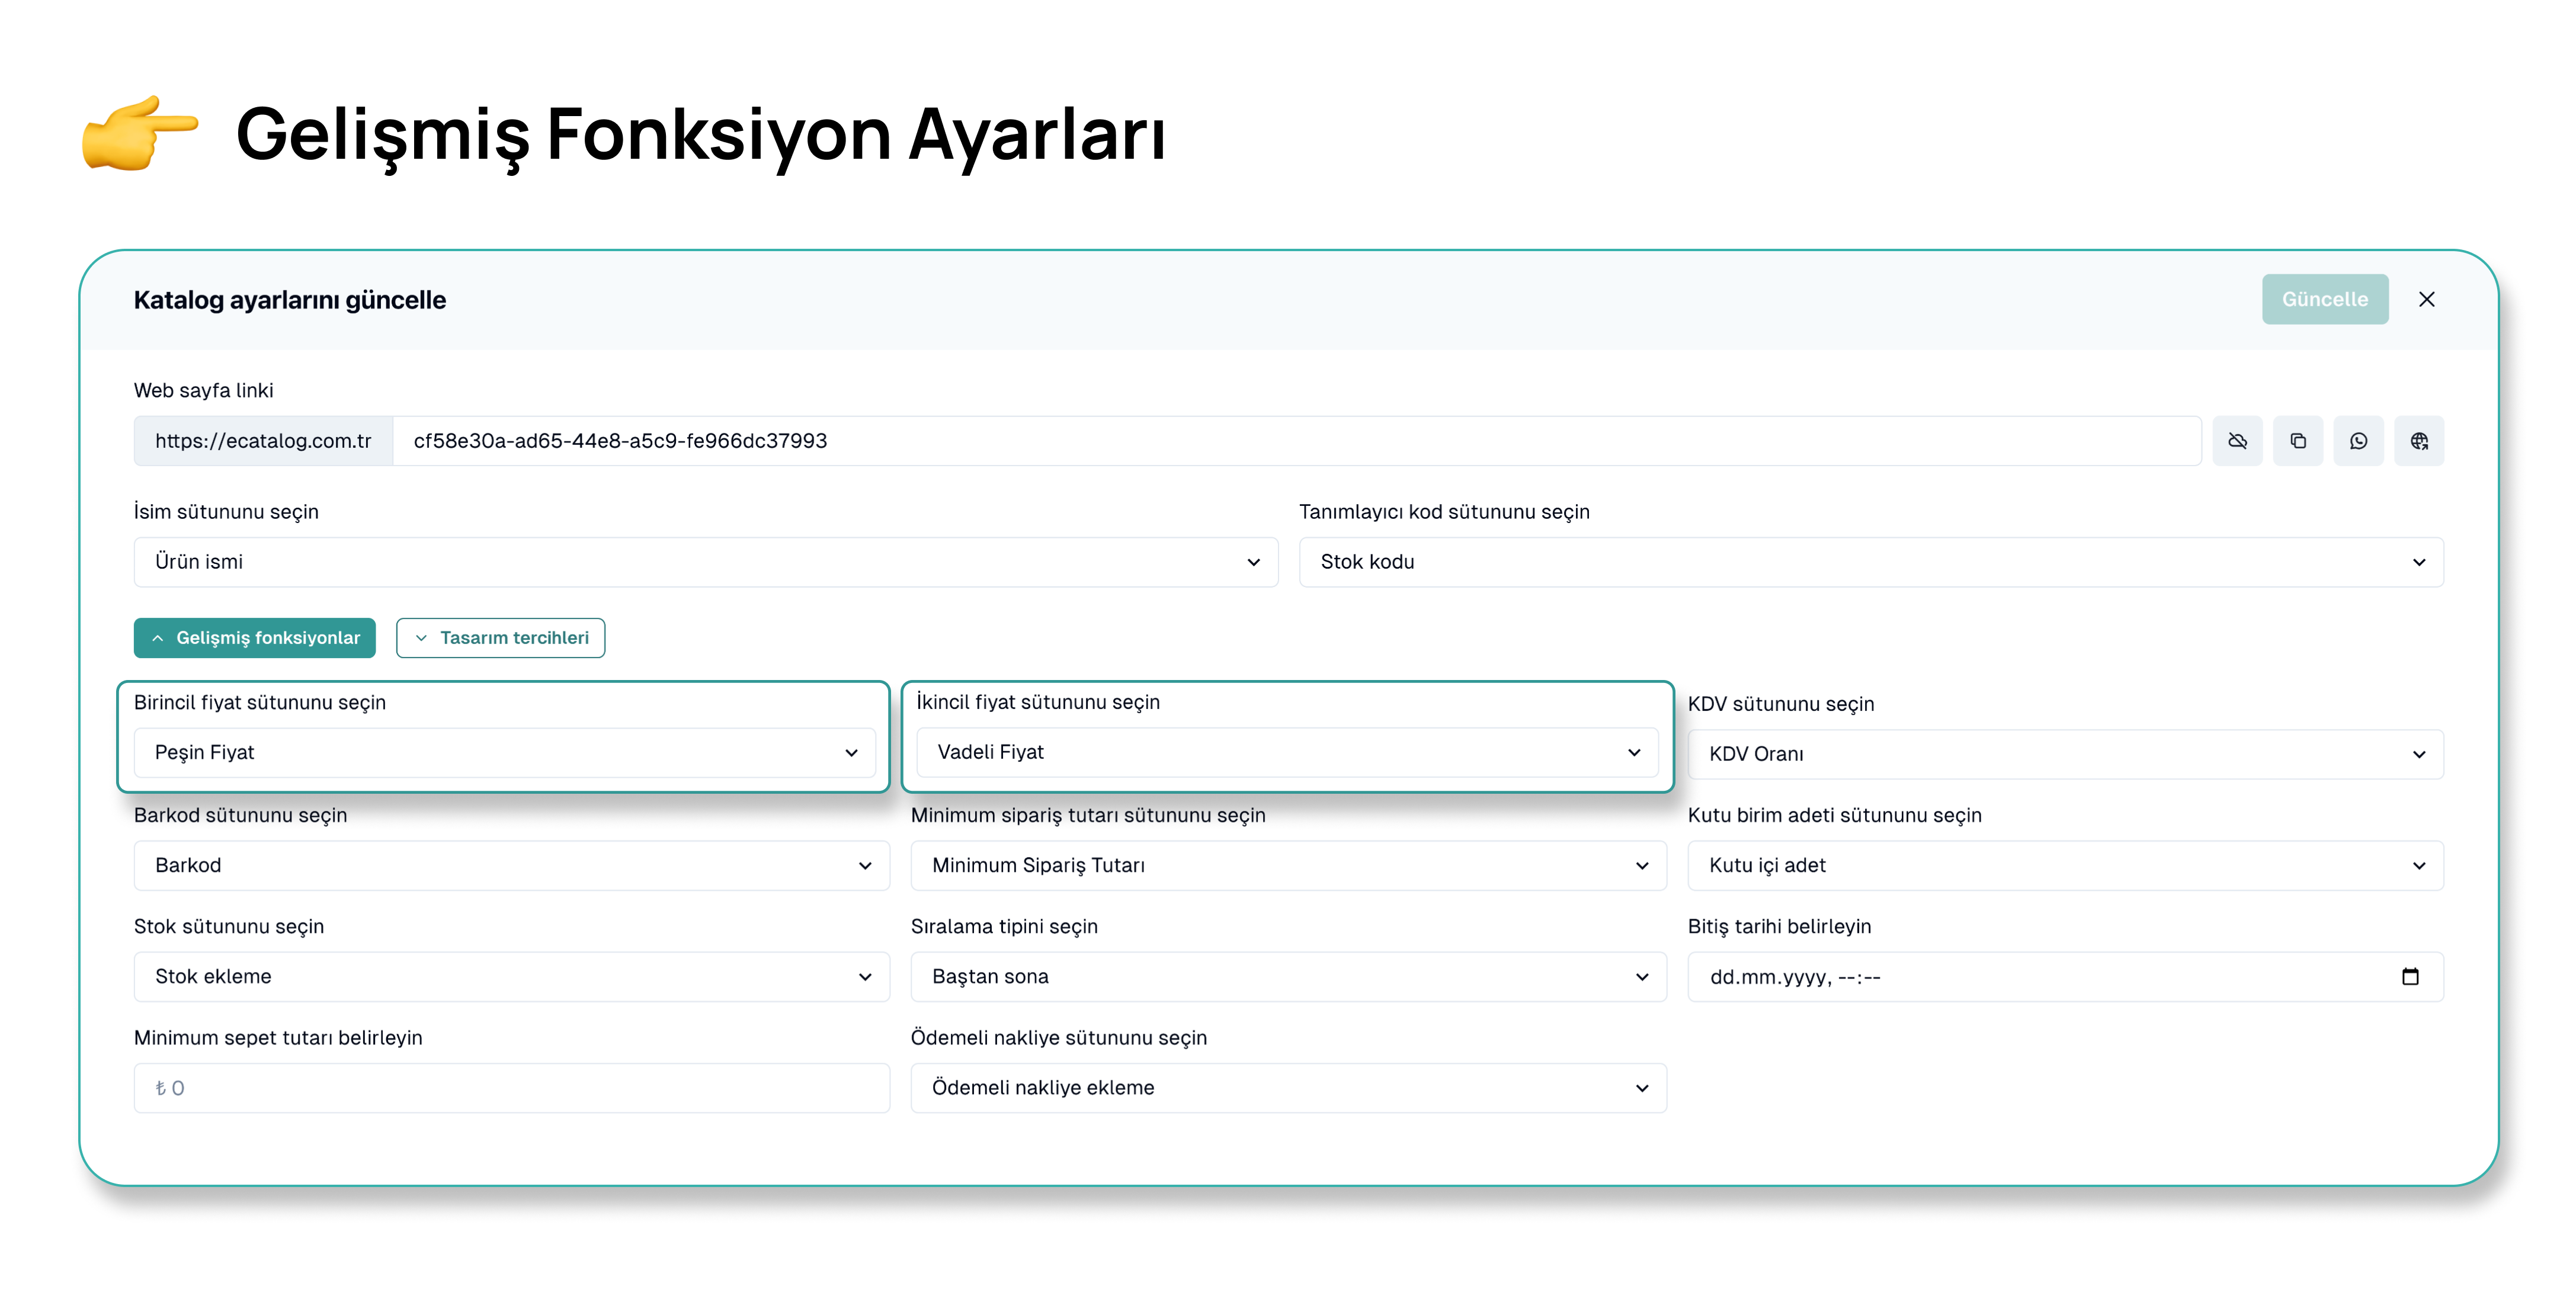 Gelişmiş Fonksiyon Ayarları
Katalog ayarlarını güncelle
Güncelle
Web sayfa linki
https://ecatalog.com.tr cf58e30a-ad65-44e8-a5c9-fe966dc37993
İsim sütununu seçin Tanımlayıcı kod sütununu seçin
Ürün ismi Stok kodu
Gelişmiş fonksiyonlar Tasarım tercihleri
Birincil fiyat sütununu seçin İkincil fiyat sütununu seçin KDV sütununu seçin
Peşin Fiyat Vadeli Fiyat KDV Oranı
Barkod sütununu seçin Minimum sipariş tutarı sütununu seçin Kutu birim adeti sütununu seçin
Barkod Minimum Sipariş Tutarı Kutu içi adet
Stok sütununu seçin Sıralama tipini seçin Bitiş tarihi belirleyin
Stok ekleme Baştan sona dd.mm.yyyy, --:--
Minimum sepet tutarı belirleyin Ödemeli nakliye sütununu seçin
₺ 0 Ödemeli nakliye ekleme